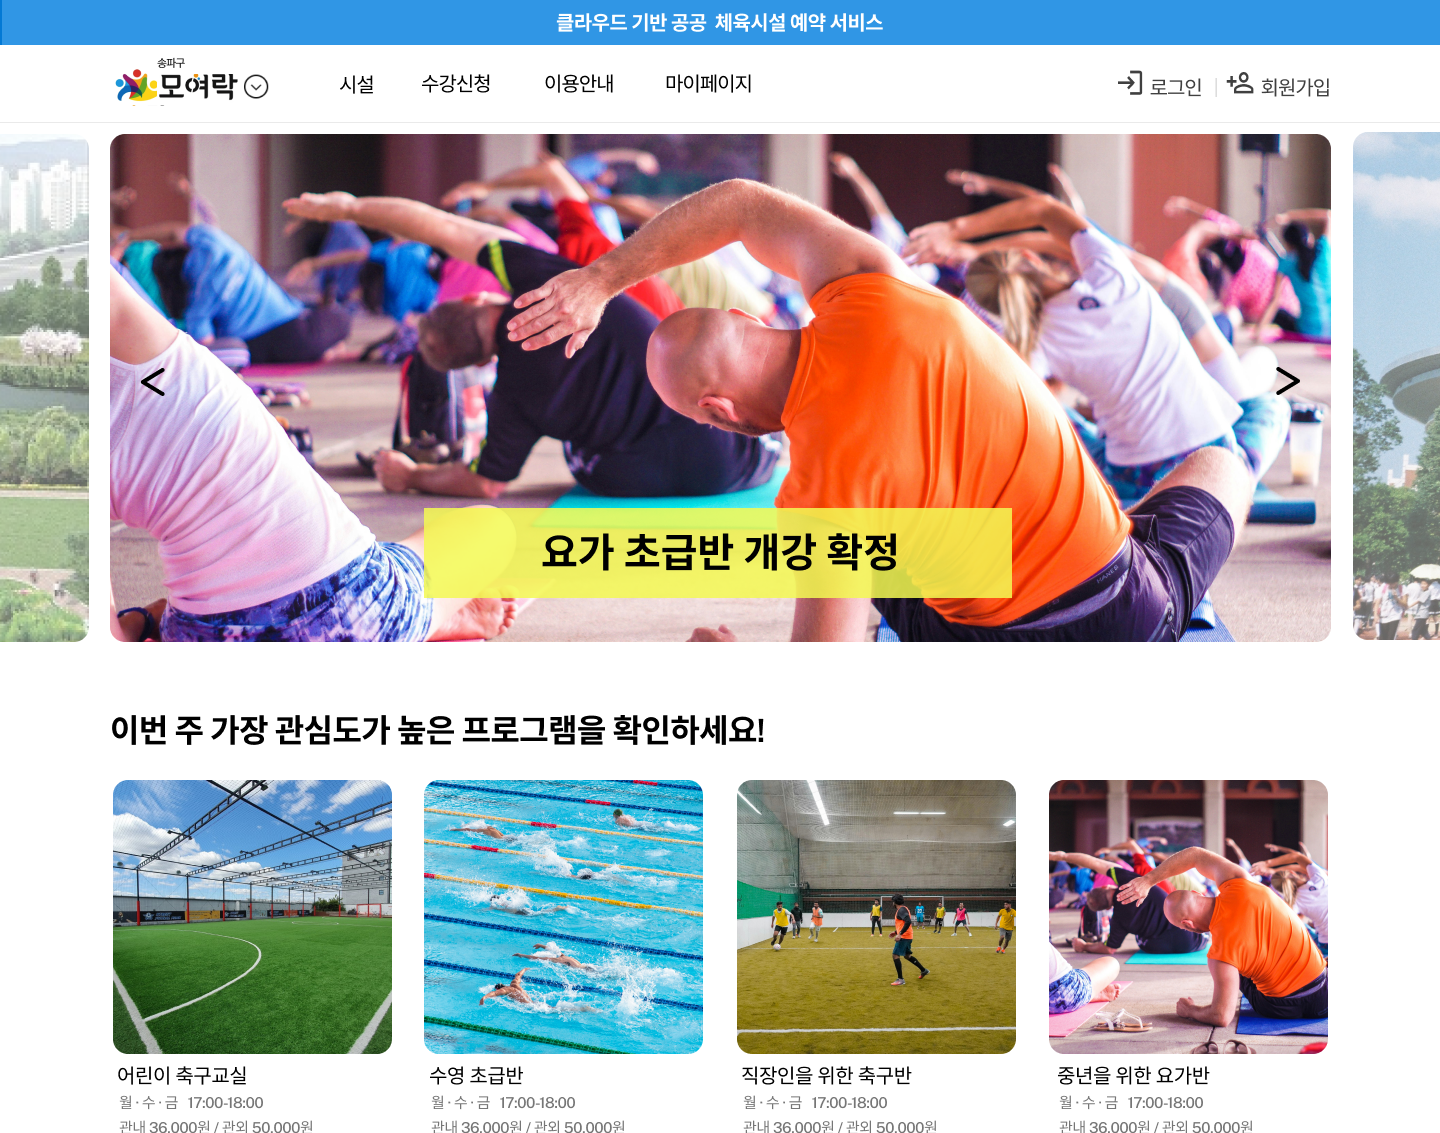 클라우드 기반 공공 체육시설 예약 서비스
송파구
모여락
시설 수강신청 이용안내 마이페이지
로그인 | 회원가입
요가 초급반 개강 확정
이번 주 가장 관심도가 높은 프로그램을 확인하세요!
어린이 축구교실
월 · 수 · 금 17:00-18:00
관내 36,000원 / 관외 50,000원
수영 초급반
월 · 수 · 금 17:00-18:00
관내 36,000원 / 관외 50,000원
직장인을 위한 축구반
월 · 수 · 금 17:00-18:00
관내 36,000원 / 관외 50,000원
중년을 위한 요가반
월 · 수 · 금 17:00-18:00
관내 36,000원 / 관외 50,000원